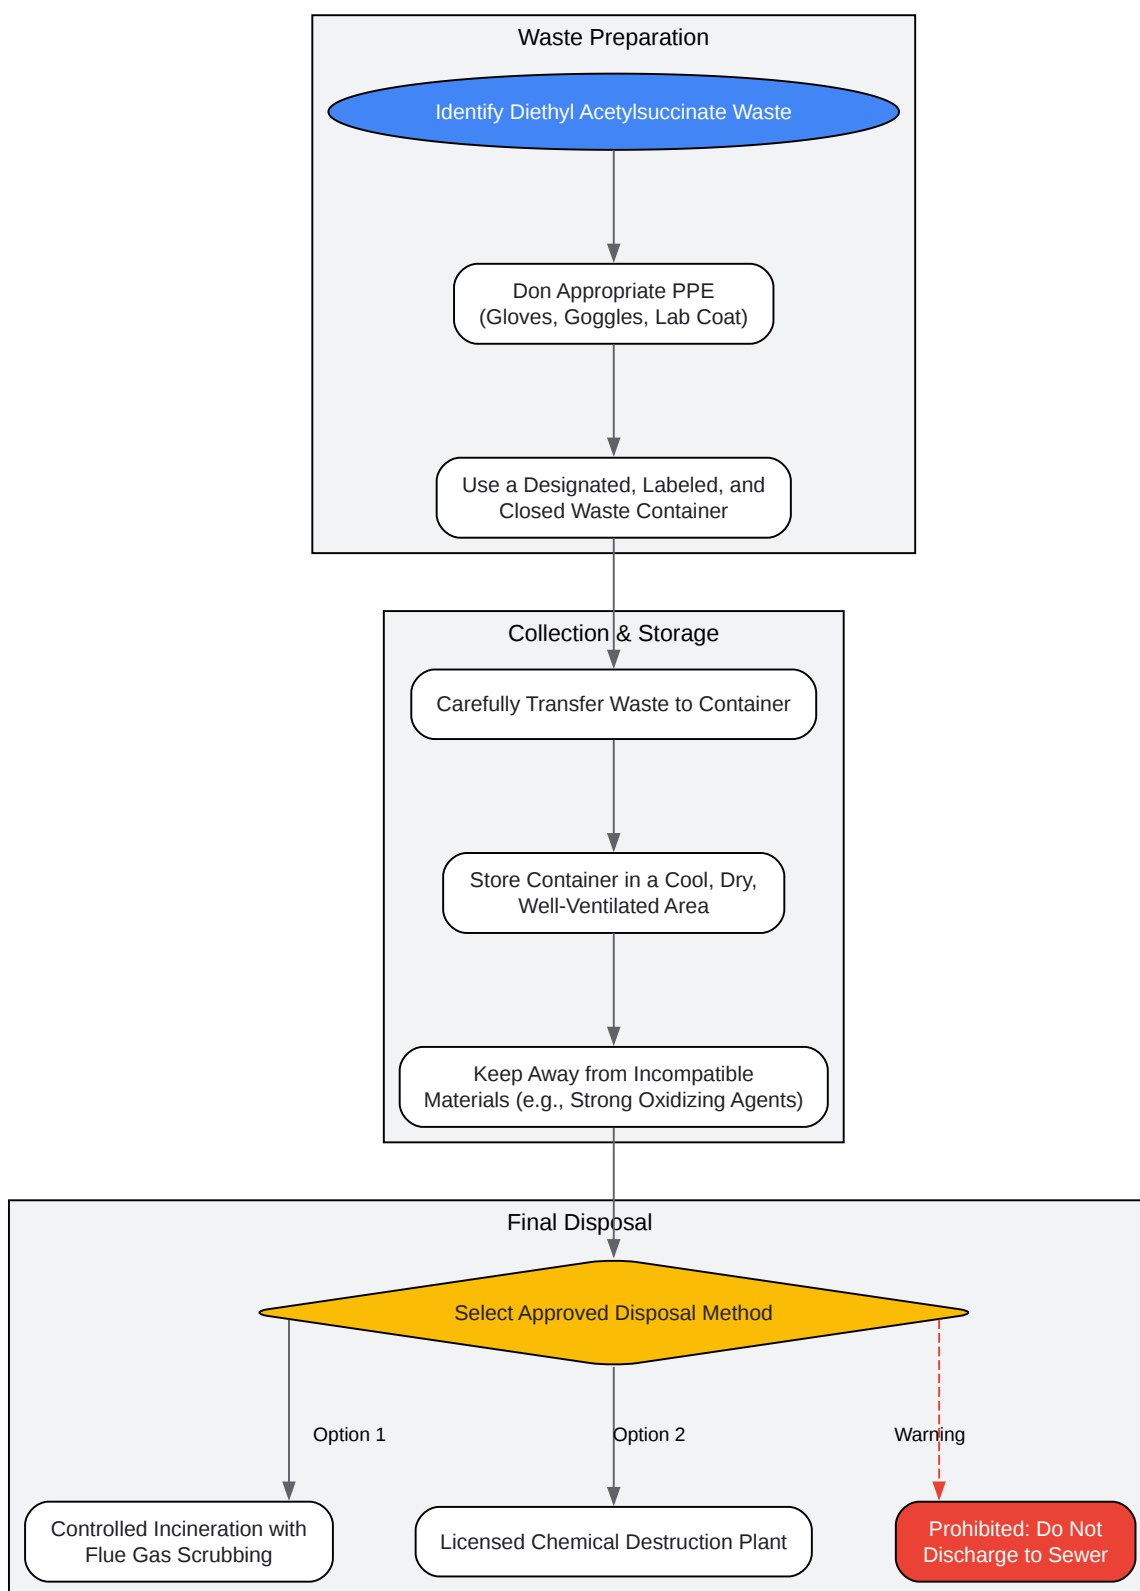 Waste Preparation
Identify Diethyl Acetylsuccinate Waste
Don Appropriate PPE
(Gloves, Goggles, Lab Coat)
Use a Designated, Labeled, and
Closed Waste Container
Collection & Storage
Carefully Transfer Waste to Container
Store Container in a Cool, Dry,
Well-Ventilated Area
Keep Away from Incompatible
Materials (e.g., Strong Oxidizing Agents)
Final Disposal
Select Approved Disposal Method
Option 1
Option 2
Warning
Controlled Incineration with
Flue Gas Scrubbing
Licensed Chemical Destruction Plant
Prohibited: Do Not
Discharge to Sewer